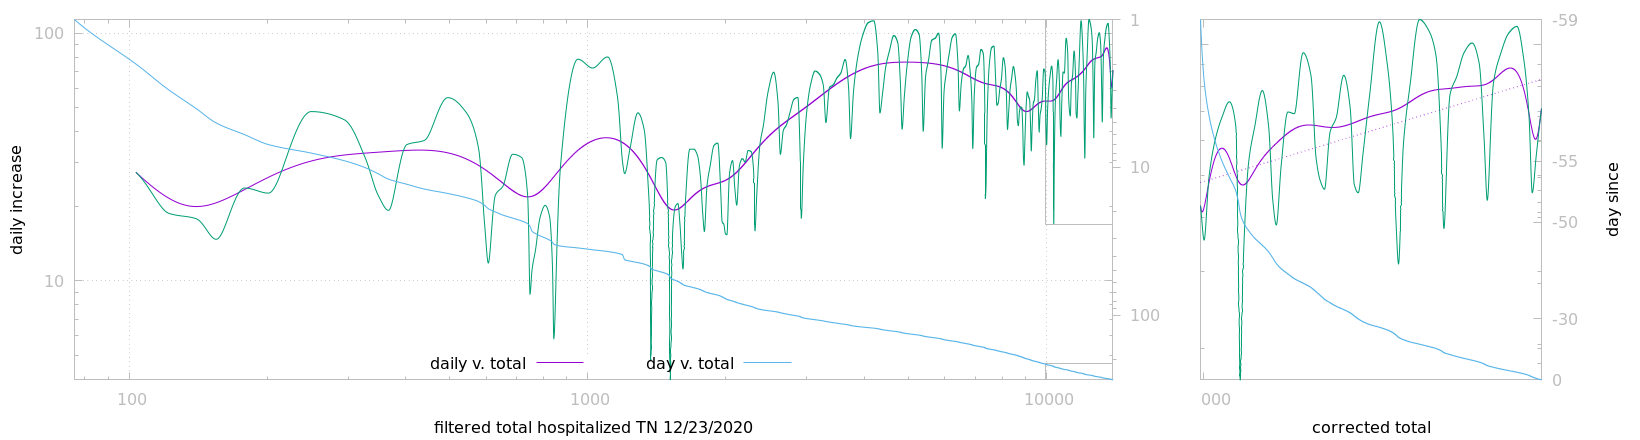 daily increase
100
10
daily v. total
day v. total
100
1000
10000
filtered total hospitalized TN 12/23/2020
1
10
100
000
corrected total
-59
-55
-50
-30
0
day since